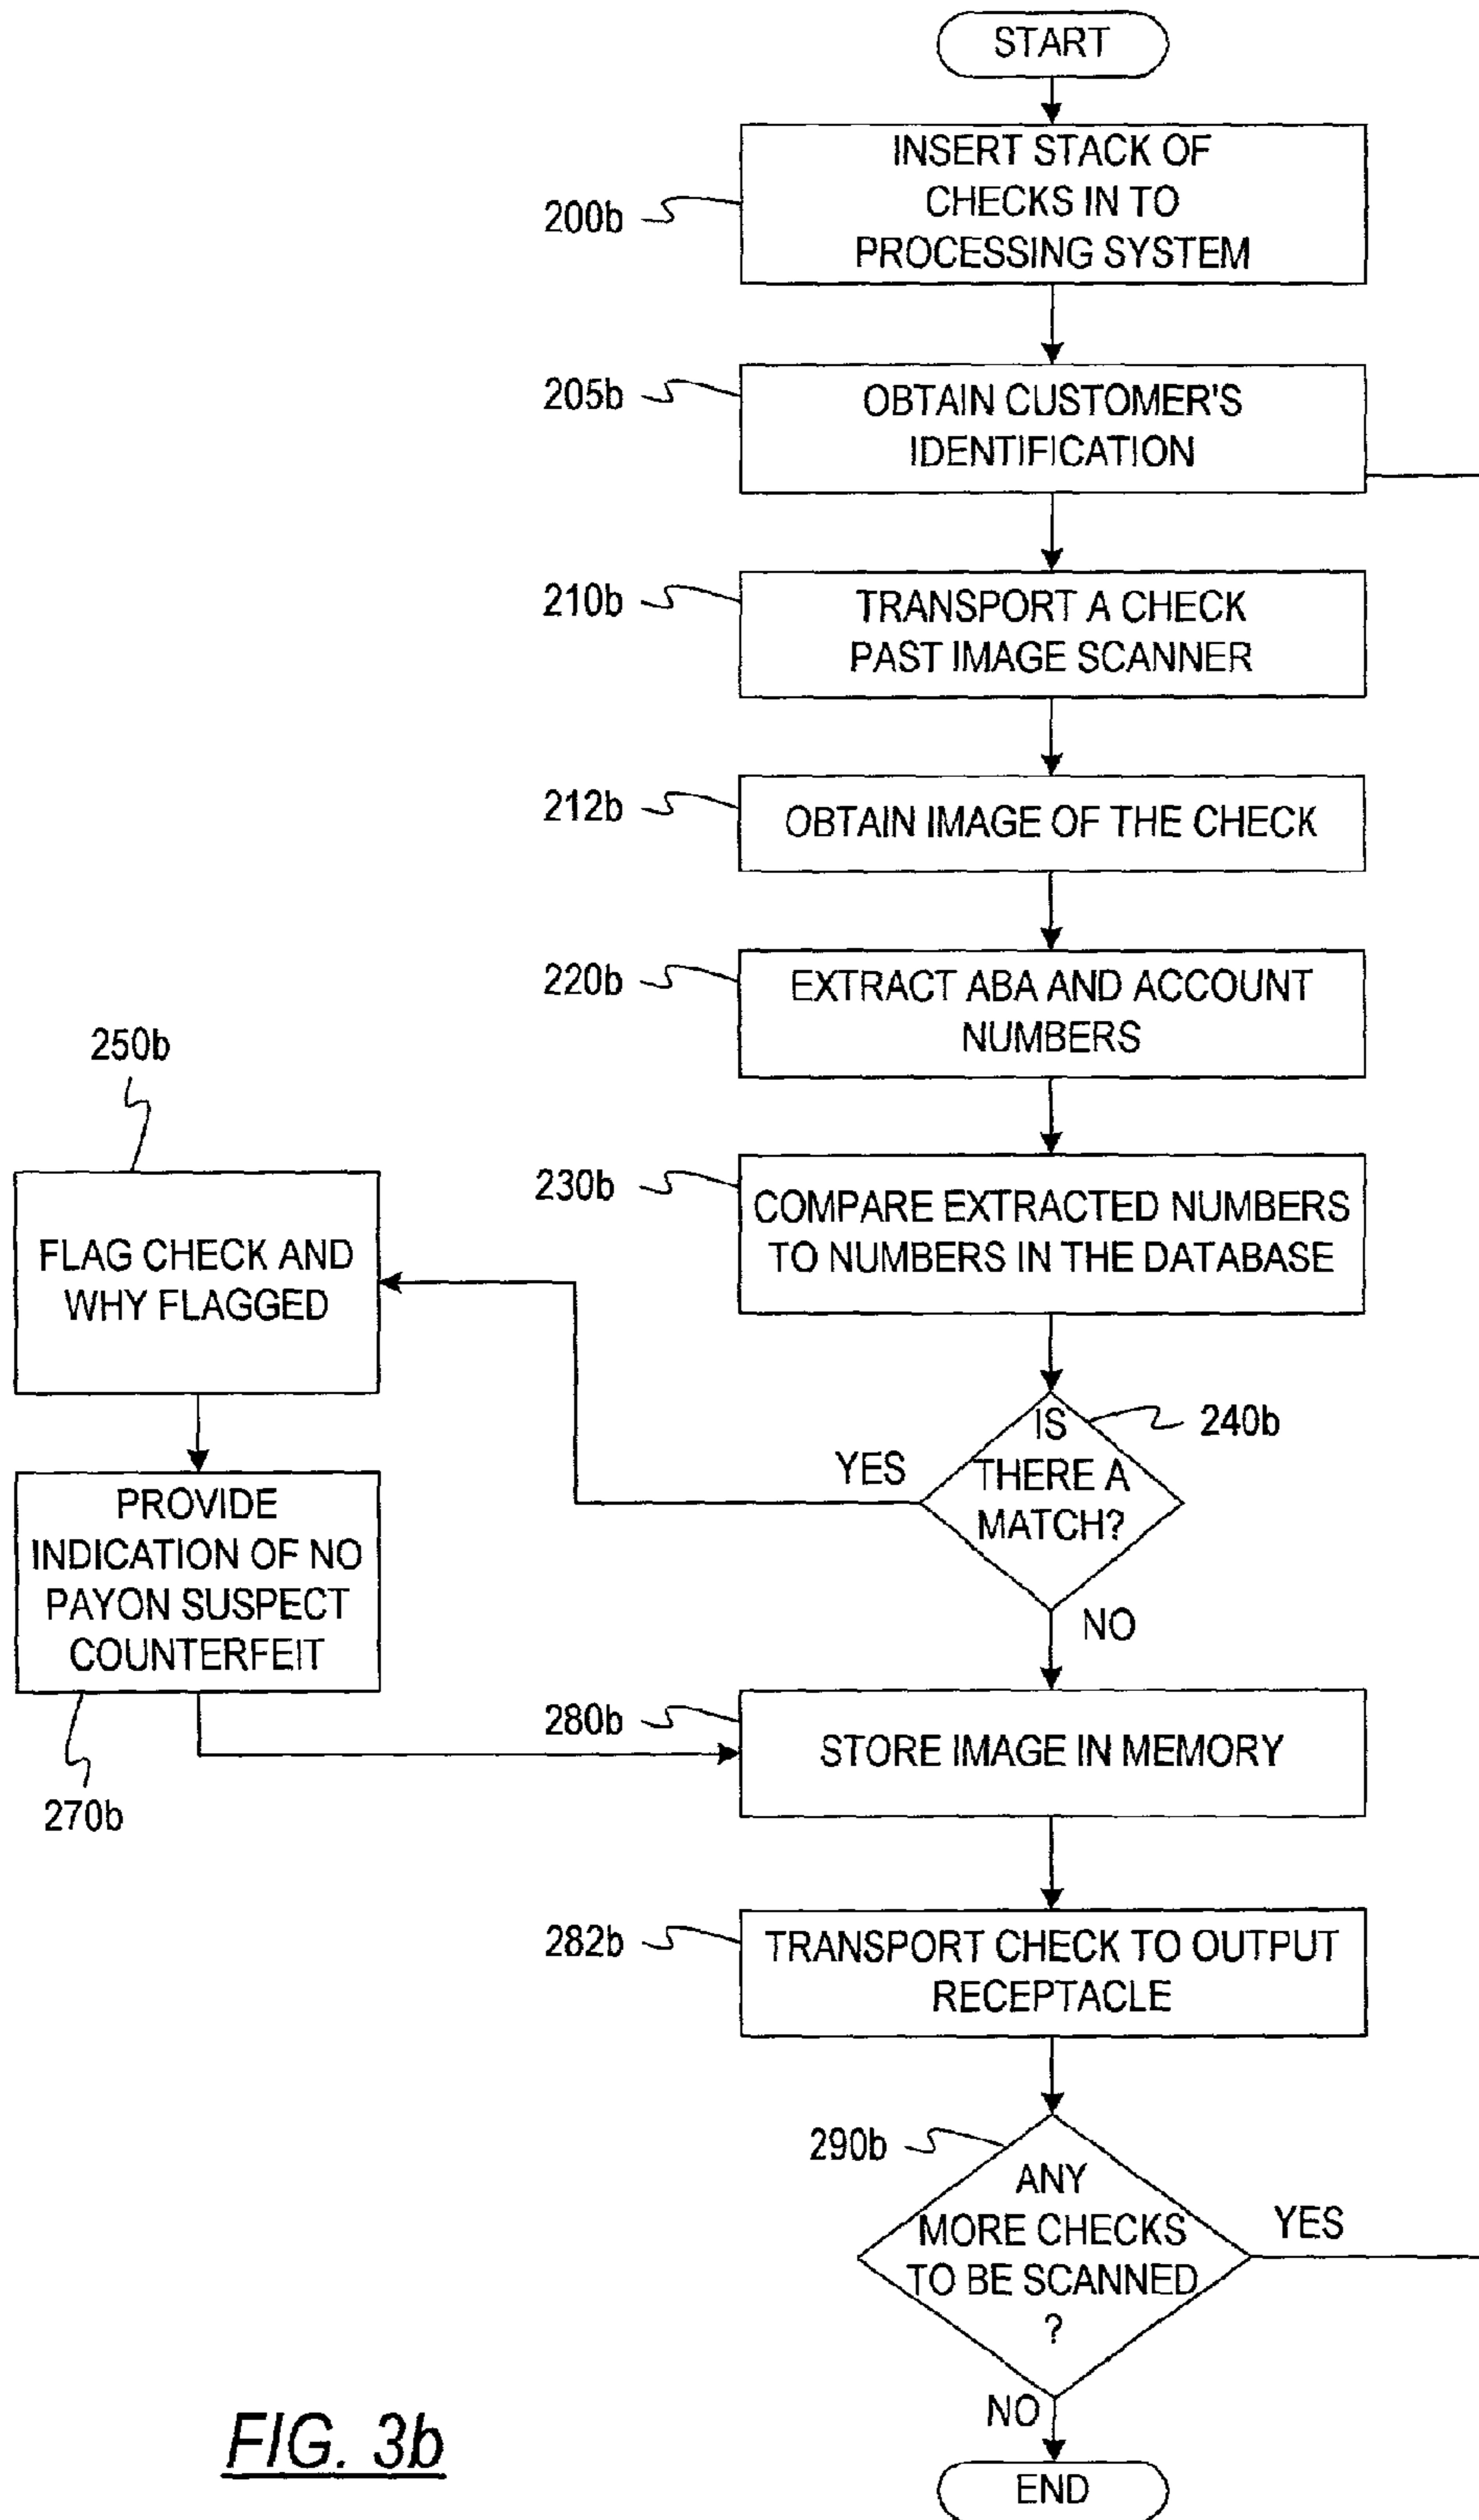 START
INSERT STACK OF
CHECKS IN TO
PROCESSING SYSTEM
200b
205b
OBTAIN CUSTOMER'S
IDENTIFICATION
210b
TRANSPORT A CHECK
PAST IMAGE SCANNER
212b
OBTAIN IMAGE OF THE CHECK
220b
EXTRACT ABA AND ACCOUNT
NUMBERS
230b
COMPARE EXTRACTED NUMBERS
TO NUMBERS IN THE DATABASE
240b
IS
THERE A
MATCH?
YES
NO
250b
FLAG CHECK AND
WHY FLAGGED
PROVIDE
INDICATION OF NO
PAYON SUSPECT
COUNTERFEIT
270b
280b
STORE IMAGE IN MEMORY
282b
TRANSPORT CHECK TO OUTPUT
RECEPTACLE
290b
ANY
MORE CHECKS
TO BE SCANNED
?
YES
NO
END
FIG. 3b